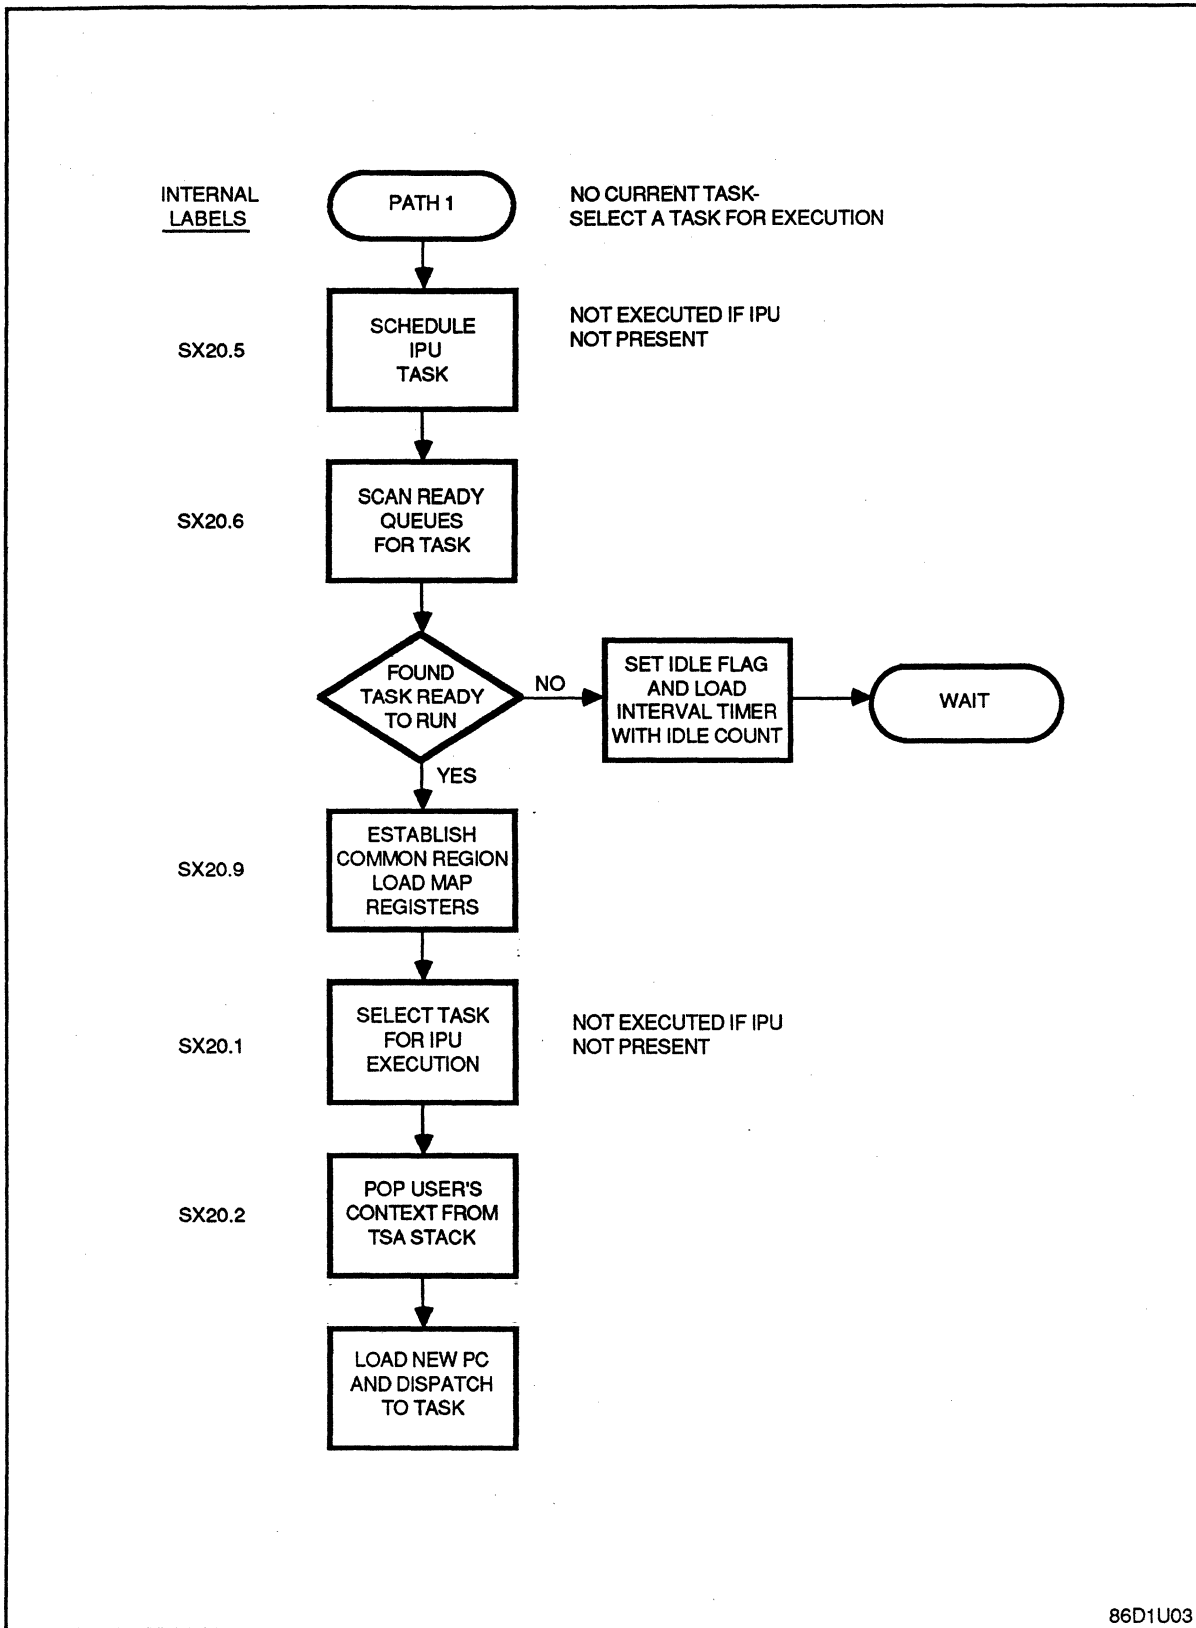 INTERNAL
LABELS
PATH 1
NO CURRENT TASK-
SELECT A TASK FOR EXECUTION
SX20.5
SCHEDULE
IPU
TASK
NOT EXECUTED IF IPU
NOT PRESENT
SX20.6
SCAN READY
QUEUES
FOR TASK
FOUND
TASK READY
TO RUN
NO
SET IDLE FLAG
AND LOAD
INTERVAL TIMER
WITH IDLE COUNT
WAIT
YES
SX20.9
ESTABLISH
COMMON REGION
LOAD MAP
REGISTERS
SX20.1
SELECT TASK
FOR IPU
EXECUTION
NOT EXECUTED IF IPU
NOT PRESENT
SX20.2
POP USER'S
CONTEXT FROM
TSA STACK
LOAD NEW PC
AND DISPATCH
TO TASK
86D1U03